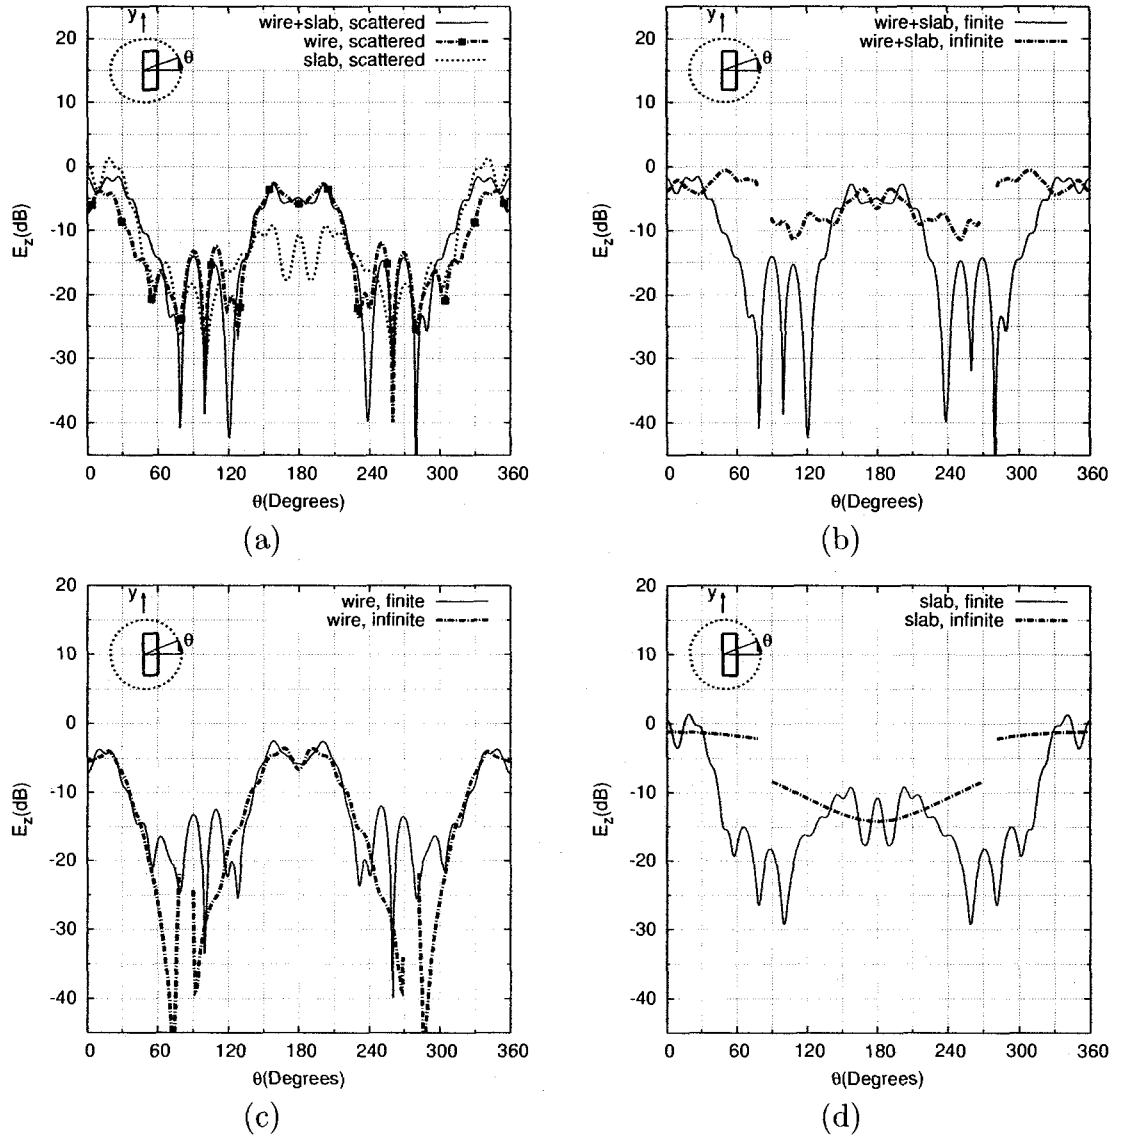 y
θ
wire+slab, scattered
wire, scattered
slab, scattered
20
10
0
-10
-20
-30
-40
E_z(dB)
0 60 120 180 240 300 360
θ(Degrees)
(a)
y
θ
wire+slab, finite
wire+slab, infinite
20
10
0
-10
-20
-30
-40
E_z(dB)
0 60 120 180 240 300 360
θ(Degrees)
(b)
y
θ
wire, finite
wire, infinite
20
10
0
-10
-20
-30
-40
E_z(dB)
0 60 120 180 240 300 360
θ(Degrees)
(c)
y
θ
slab, finite
slab, infinite
20
10
0
-10
-20
-30
-40
E_z(dB)
0 60 120 180 240 300 360
θ(Degrees)
(d)